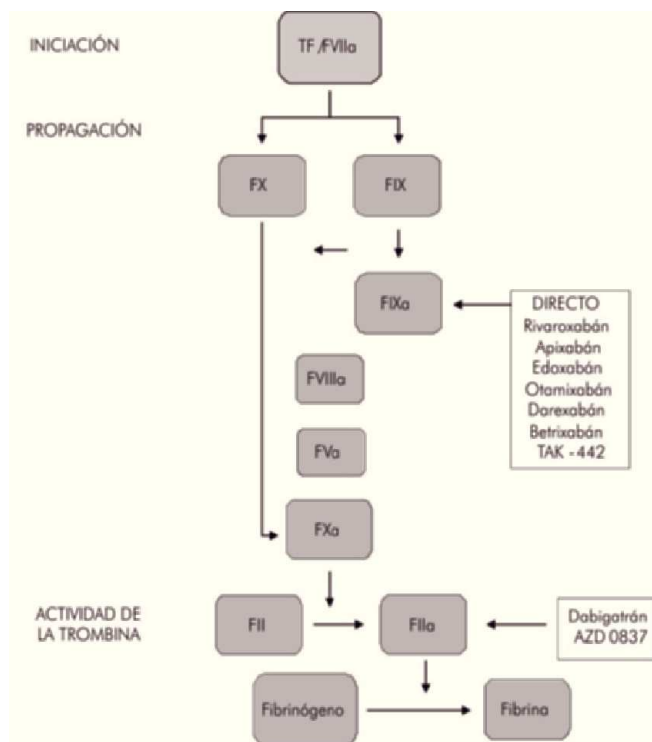 INICIACIÓN
TF/FVIIa
PROPAGACIÓN
FX
FIX
FIXa
DIRECTO
Rivaroxabán
Apixabán
Edoxabán
Otamixabán
Darexabán
Betrixabán
TAK - 442
FVIIIa
FVa
FXa
ACTIVIDAD DE
LA TROMBINA
FII
FIIa
Dabigatrán
AZD 0837
Fibrinógeno
Fibrina